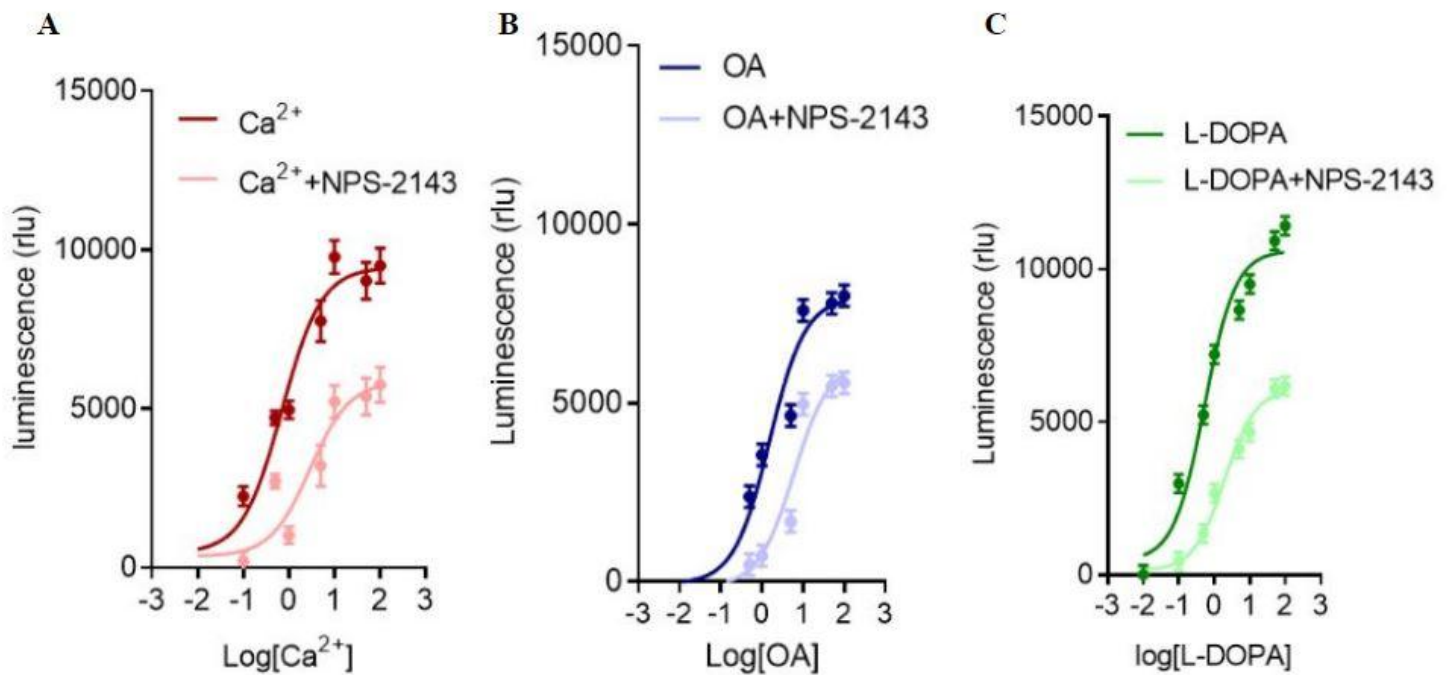 A
15000
10000
5000
0
luminescence (rlu)
Ca²⁺
Ca²⁺+NPS-2143
-3 -2 -1 0 1 2 3
Log[Ca²⁺]
B
15000
10000
5000
0
Luminescence (rlu)
OA
OA+NPS-2143
-3 -2 -1 0 1 2 3
Log[OA]
C
15000
10000
5000
0
Luminescence (rlu)
L-DOPA
L-DOPA+NPS-2143
-3 -2 -1 0 1 2 3
log[L-DOPA]